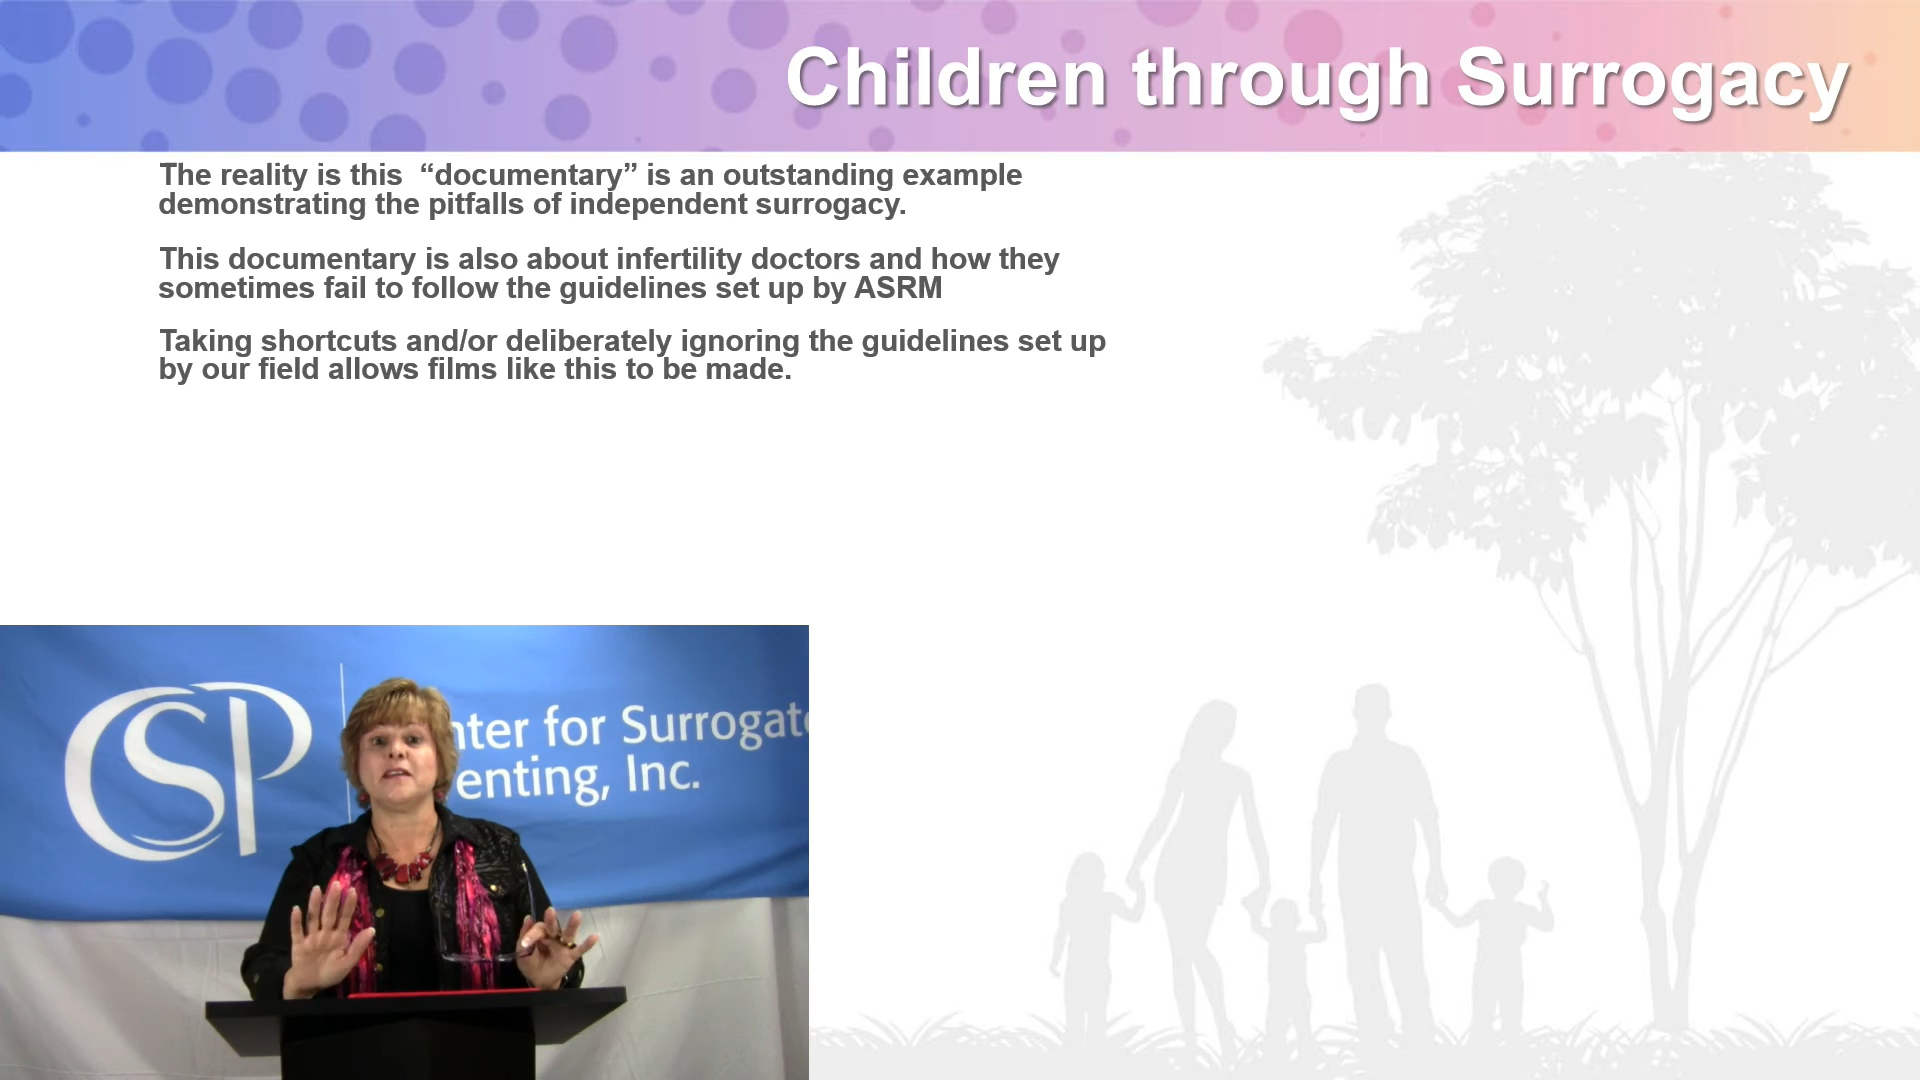 Children through Surrogacy
The reality is this “documentary” is an outstanding example
demonstrating the pitfalls of independent surrogacy.
This documentary is also about infertility doctors and how they
sometimes fail to follow the guidelines set up by ASRM
Taking shortcuts and/or deliberately ignoring the guidelines set up
by our field allows films like this to be made.
CSP
nter for Surrogate
enting, Inc.